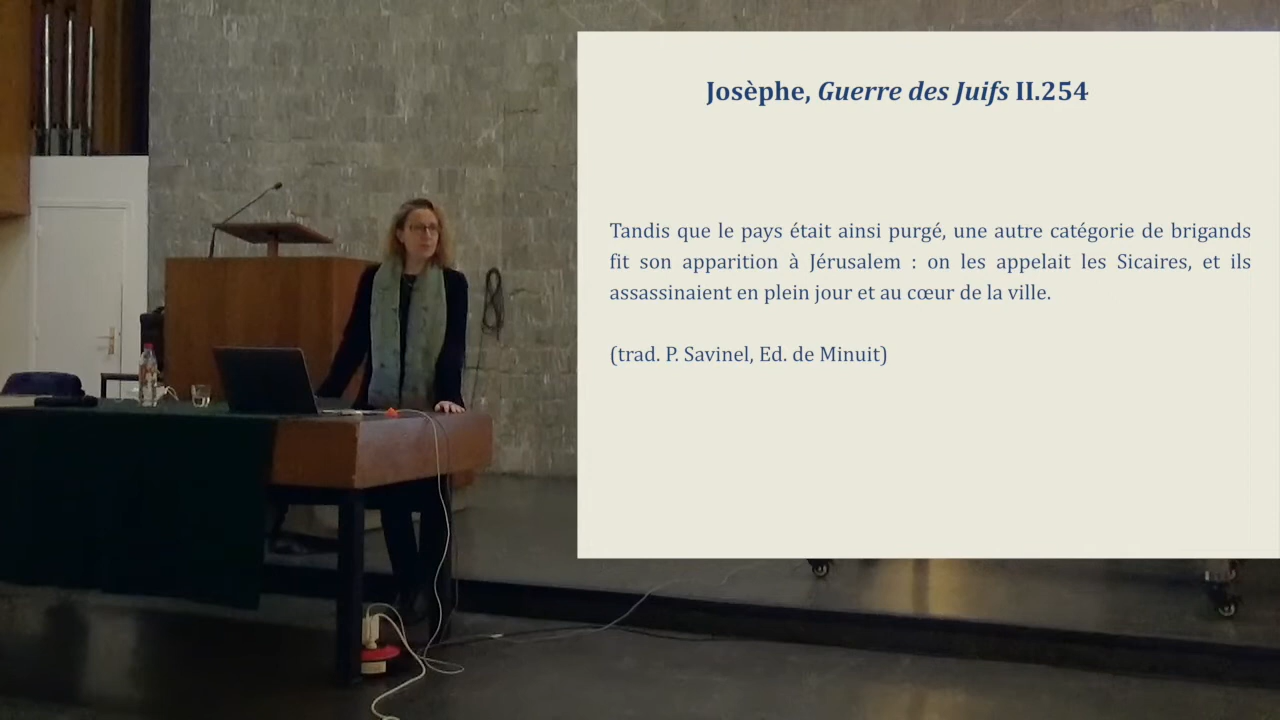 Josèphe, Guerre des Juifs II.254
Tandis que le pays était ainsi purgé, une autre catégorie de brigands
fit son apparition à Jérusalem : on les appelait les Sicaires, et ils
assassinaient en plein jour et au cœur de la ville.
(trad. P. Savinel, Ed. de Minuit)